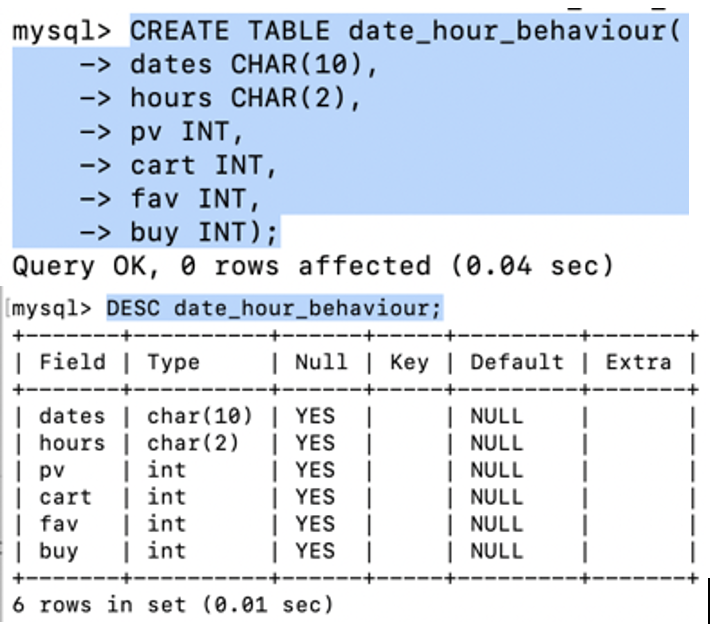 mysql> CREATE TABLE date_hour_behaviour(
    -> dates CHAR(10),
    -> hours CHAR(2),
    -> pv INT,
    -> cart INT,
    -> fav INT,
    -> buy INT);
Query OK, 0 rows affected (0.04 sec)
[mysql> DESC date_hour_behaviour;
+-------+----------+------+-----+---------+-------+
| Field | Type     | Null | Key | Default | Extra |
+-------+----------+------+-----+---------+-------+
| dates | char(10) | YES  |     | NULL    |       |
| hours | char(2)  | YES  |     | NULL    |       |
| pv    | int      | YES  |     | NULL    |       |
| cart  | int      | YES  |     | NULL    |       |
| fav   | int      | YES  |     | NULL    |       |
| buy   | int      | YES  |     | NULL    |       |
+-------+----------+------+-----+---------+-------+
6 rows in set (0.01 sec)